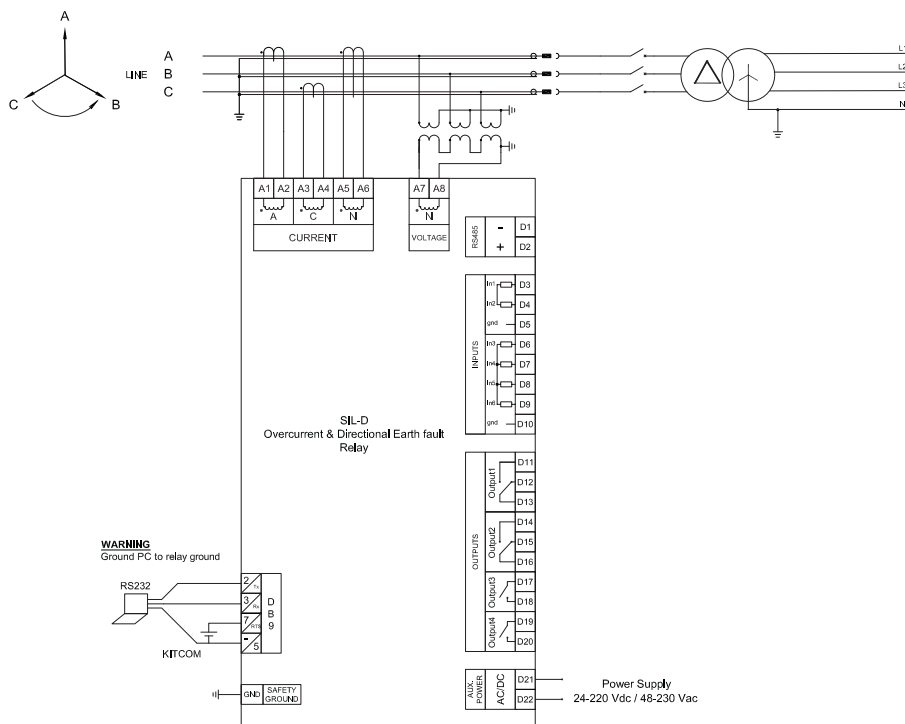 A
C
B
LINE
A
B
C
L1
L2
L3
N
A1 A2 A3 A4 A5 A6
A7 A8
A C N
N
CURRENT
VOLTAGE
RS485
- D1
+ D2
INPUTS
In1 D3
In2 D4
gnd D5
In3 D6
In4 D7
In5 D8
In6 D9
gnd D10
SIL-D
Overcurrent & Directional Earth fault
Relay
OUTPUTS
Output1
D11
D12
D13
Output2
D14
D15
D16
Output3
D17
D18
Output4
D19
D20
WARNING
Ground PC to relay ground
RS232
KITCOM
2 Tx
3 Rx
7 RTS
- 5
DB9
GND
SAFETY
GROUND
AUX.
POWER
AC/DC
D21
D22
Power Supply
24-220 Vdc / 48-230 Vac